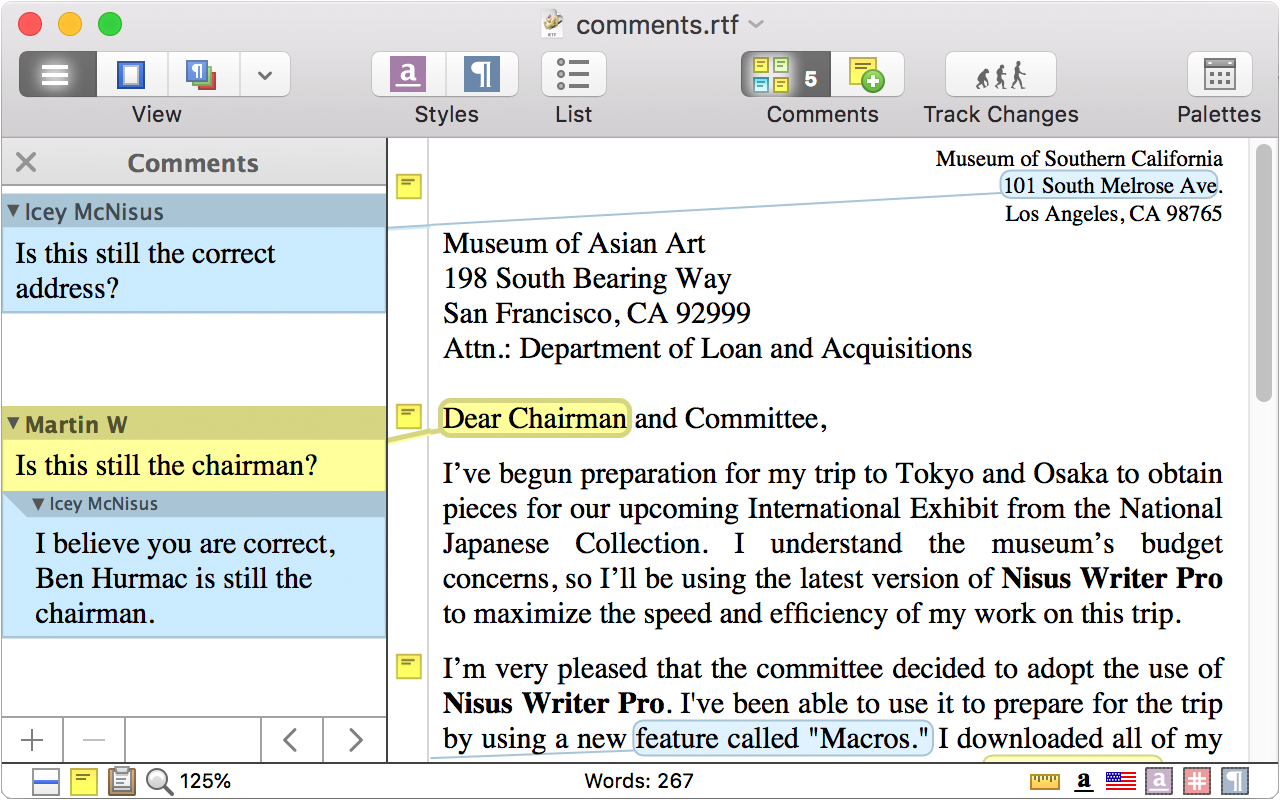 comments.rtf
5
View
Styles
List
Comments
Track Changes
Palettes
Comments
Icey McNisus
Is this still the correct
address?
Martin W
Is this still the chairman?
Icey McNisus
I believe you are correct,
Ben Hurmac is still the
chairman.
Museum of Southern California
101 South Melrose Ave.
Los Angeles, CA 98765
Museum of Asian Art
198 South Bearing Way
San Francisco, CA 92999
Attn.: Department of Loan and Acquisitions
Dear Chairman and Committee,
I’ve begun preparation for my trip to Tokyo and Osaka to obtain
pieces for our upcoming International Exhibit from the National
Japanese Collection. I understand the museum’s budget
concerns, so I’ll be using the latest version of Nisus Writer Pro
to maximize the speed and efficiency of my work on this trip.
I’m very pleased that the committee decided to adopt the use of
Nisus Writer Pro. I've been able to use it to prepare for the trip
by using a new feature called "Macros." I downloaded all of my
125%
Words: 267